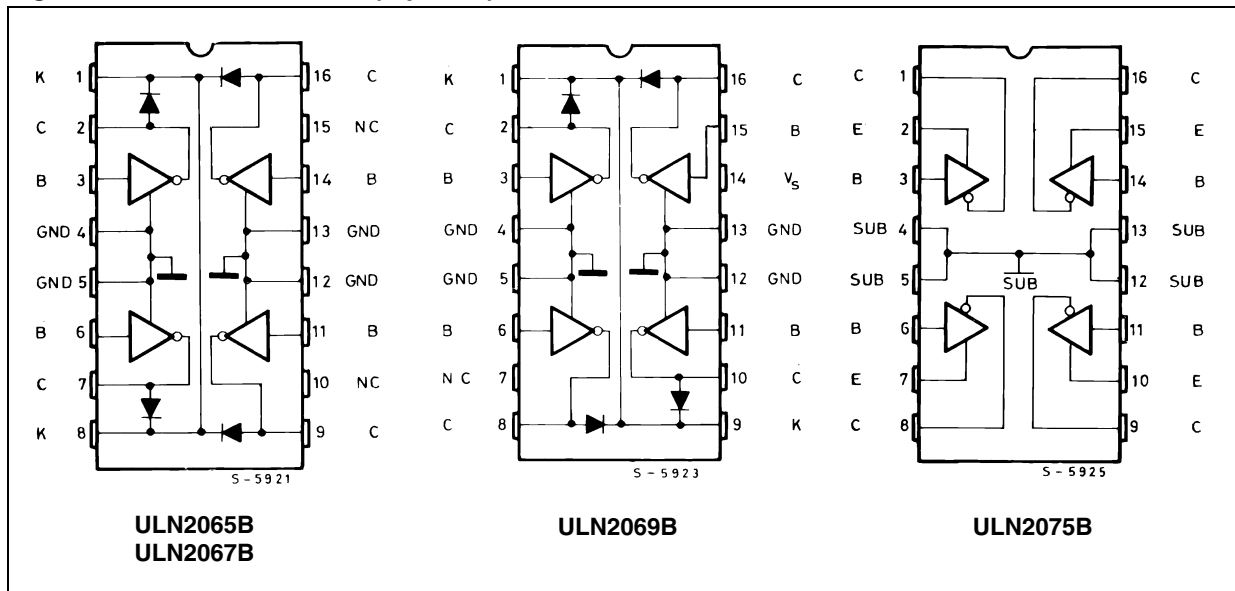 K 1 16 C K 1 16 C C 1 16 C
C 2 15 NC C 2 15 B E 2 15 E
B 3 14 B B 3 14 Vs B 3 14 B
GND 4 13 GND GND 4 13 GND SUB 4 13 SUB
GND 5 12 GND GND 5 12 GND SUB 5 SUB 12 SUB
B 6 11 B B 6 11 B B 6 11 B
C 7 10 NC NC 7 10 C E 7 10 E
K 8 9 C C 8 9 K C 8 9 C
S-5921 S-5923 S-5925
ULN2065B ULN2069B ULN2075B
ULN2067B